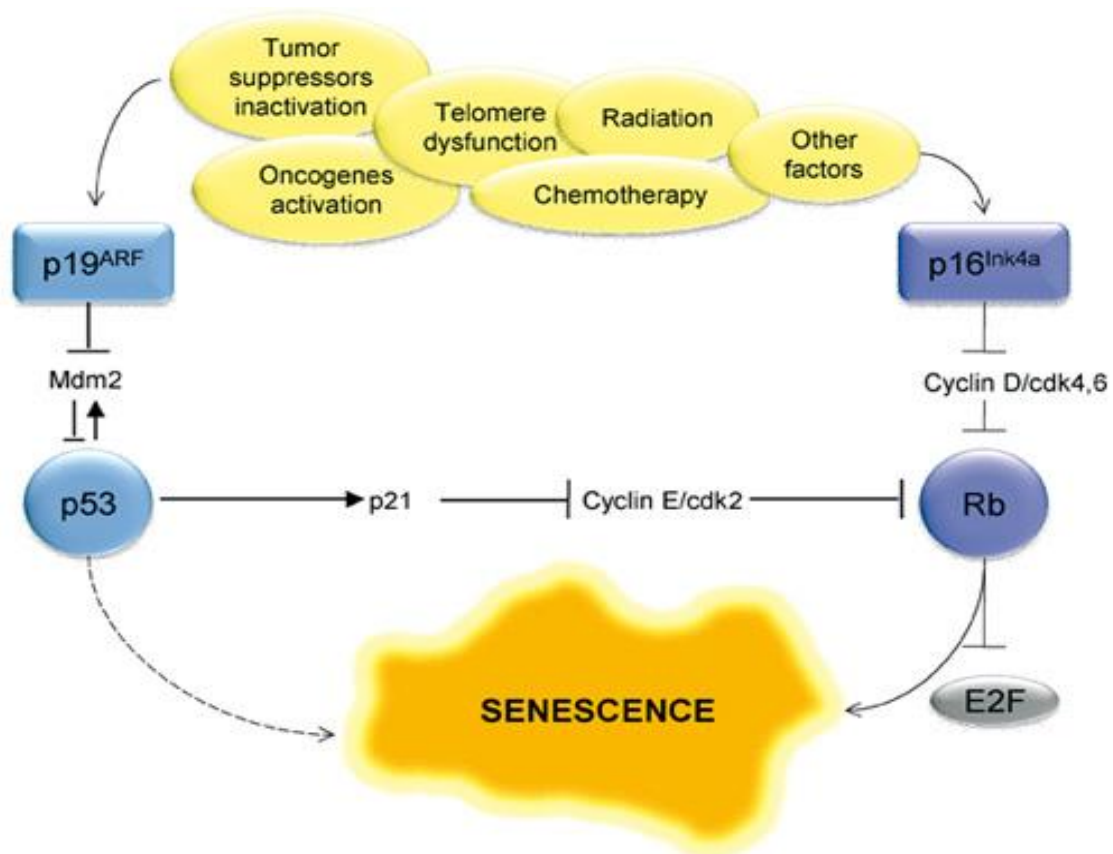 Tumor
suppressors
inactivation
Telomere
dysfunction
Radiation
Other
factors
Oncogenes
activation
Chemotherapy
p19ARF
p16Ink4a
Mdm2
Cyclin D/cdk4,6
p53
p21
Cyclin E/cdk2
Rb
SENESCENCE
E2F